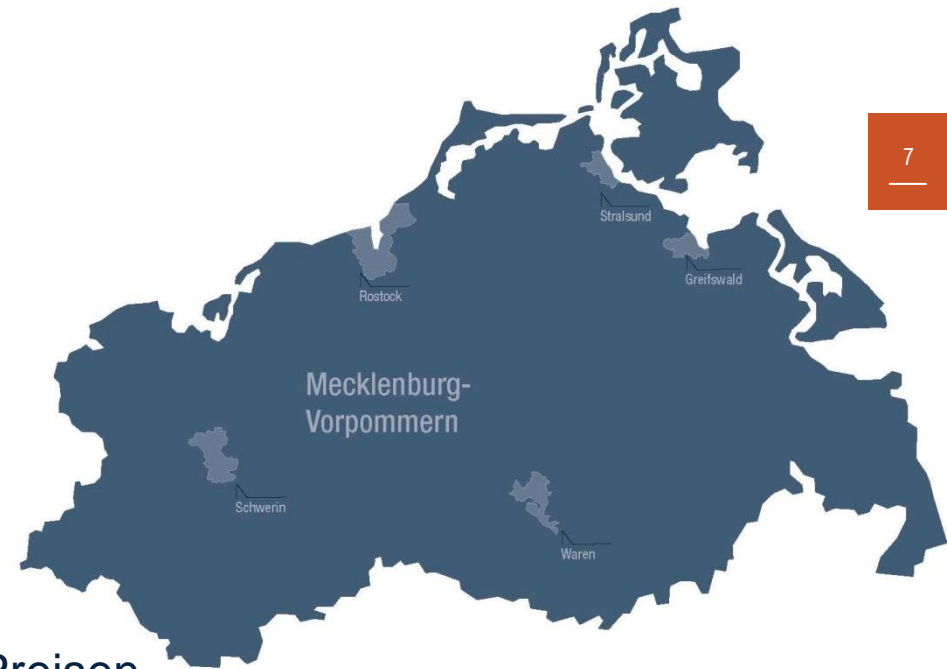 7
Stralsund
Greifswald
Rostock
Mecklenburg-
Vorpommern
Schwerin
Waren